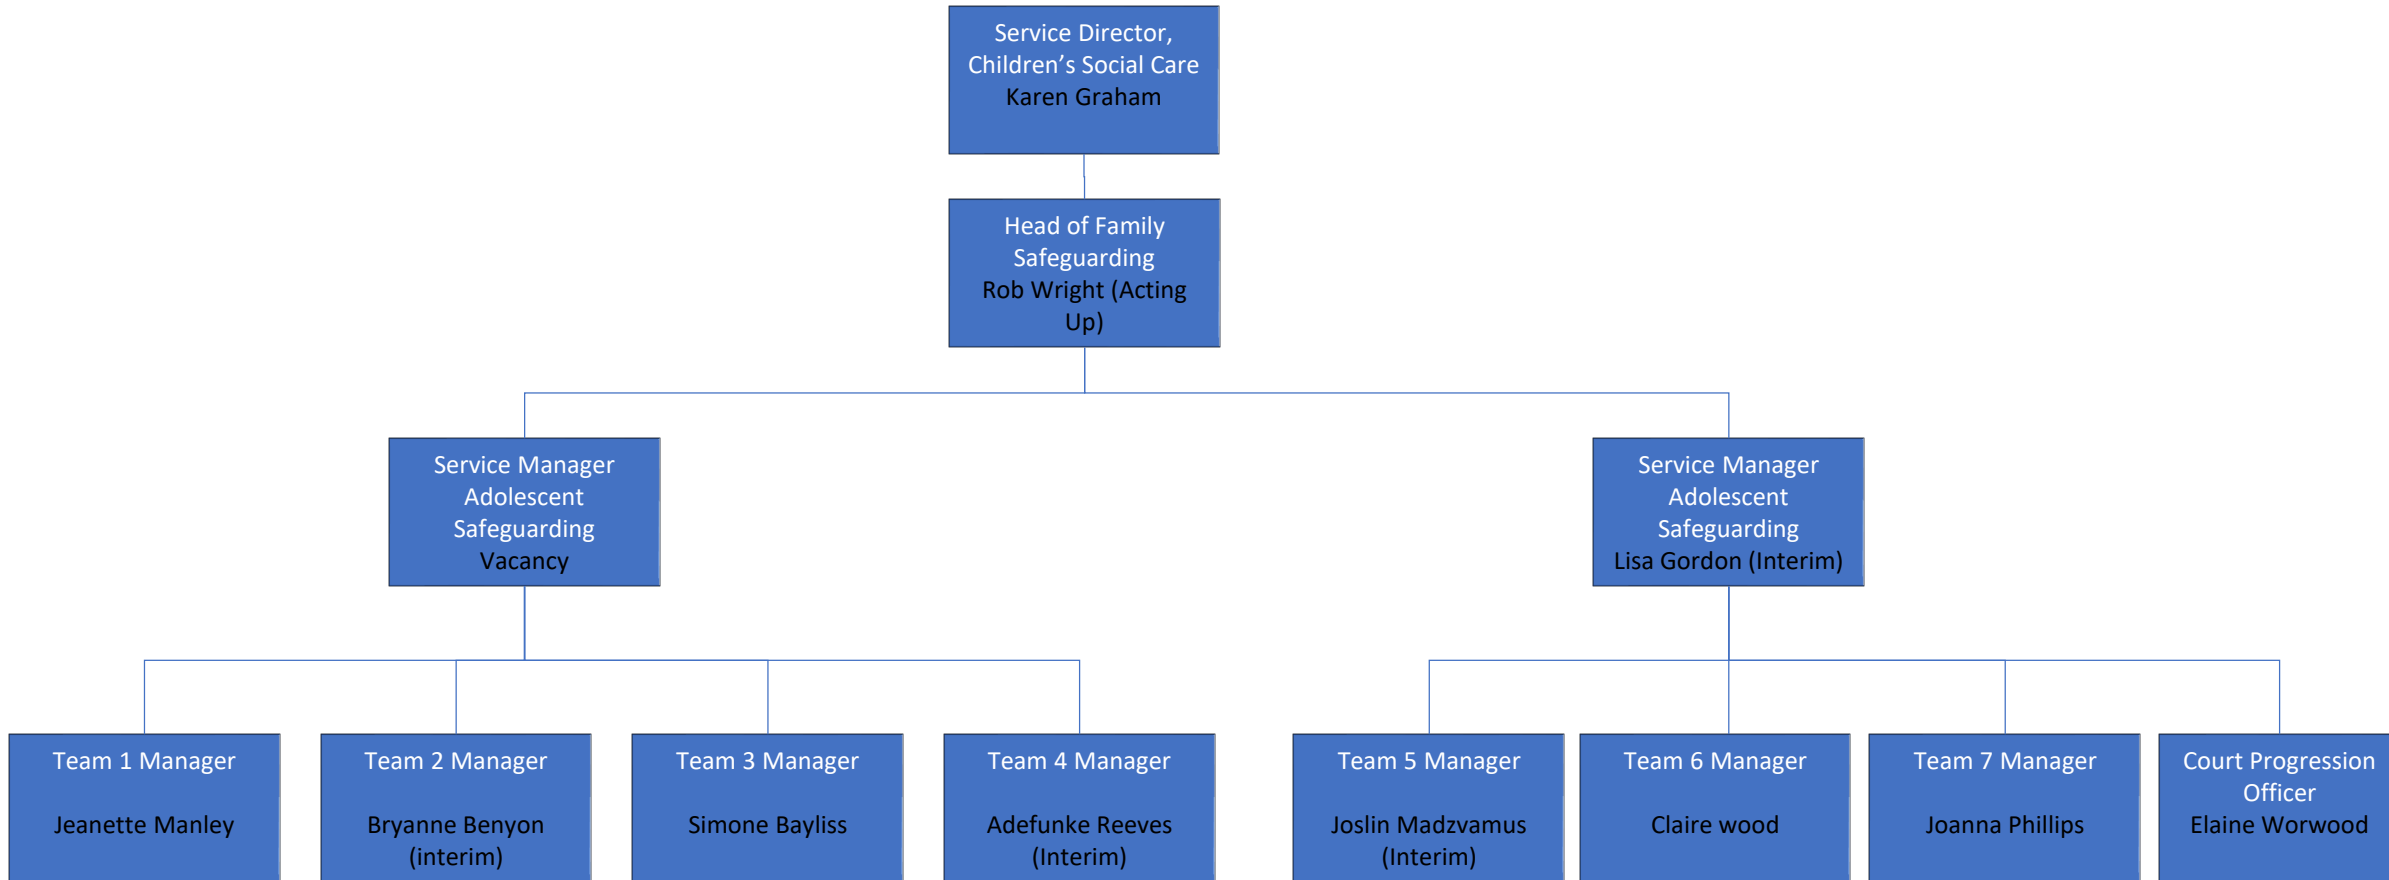 Service Director,
Children’s Social Care
Karen Graham
Head of Family
Safeguarding
Rob Wright (Acting
Up)
Service Manager
Adolescent
Safeguarding
Vacancy
Service Manager
Adolescent
Safeguarding
Lisa Gordon (Interim)
Team 1 Manager
Jeanette Manley
Team 2 Manager
Bryanne Benyon
(interim)
Team 3 Manager
Simone Bayliss
Team 4 Manager
Adefunke Reeves
(Interim)
Team 5 Manager
Joslin Madzvamus
(Interim)
Team 6 Manager
Claire wood
Team 7 Manager
Joanna Phillips
Court Progression
Officer
Elaine Worwood